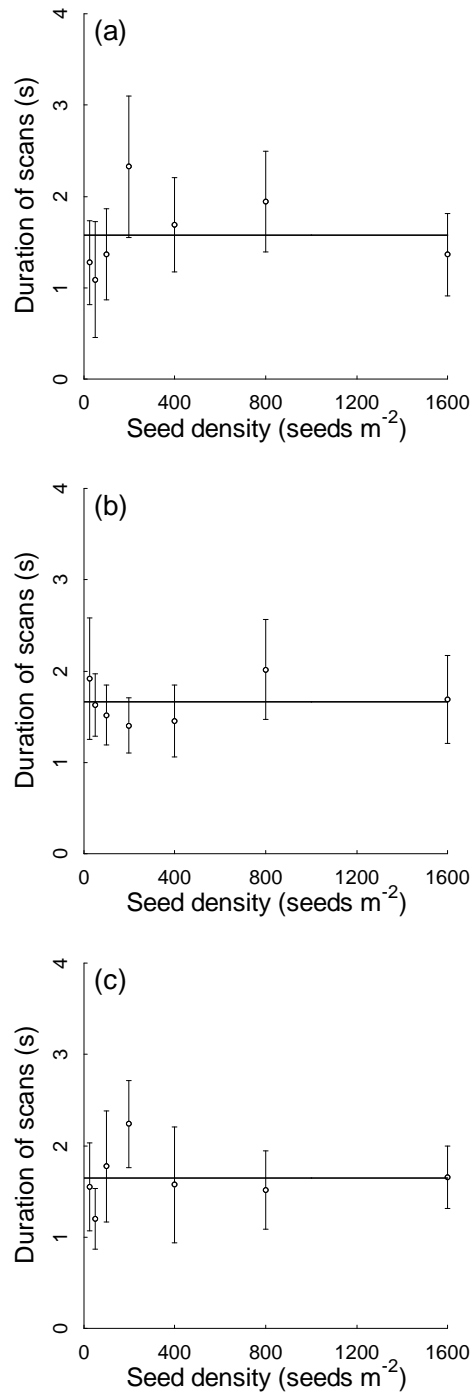 (a)
Duration of scans (s)
4
3
2
1
0
0 400 800 1200 1600
Seed density (seeds m⁻²)
(b)
Duration of scans (s)
4
3
2
1
0
0 400 800 1200 1600
Seed density (seeds m⁻²)
(c)
Duration of scans (s)
4
3
2
1
0
0 400 800 1200 1600
Seed density (seeds m⁻²)